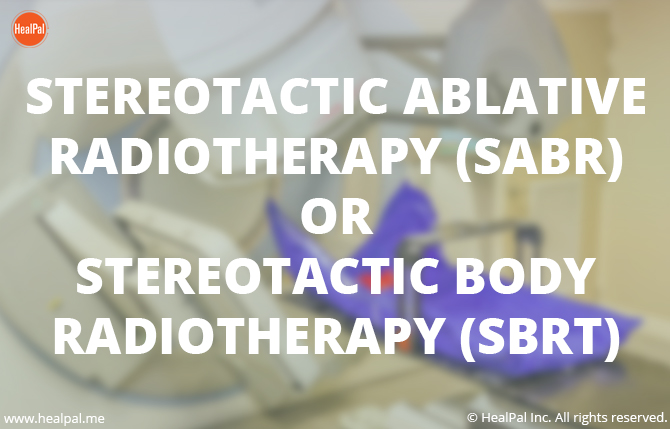 HealPal
STEREOTACTIC ABLATIVE
RADIOTHERAPY (SABR)
OR
STEREOTACTIC BODY
RADIOTHERAPY (SBRT)
www.healpal.me
© HealPal Inc. All rights reserved.